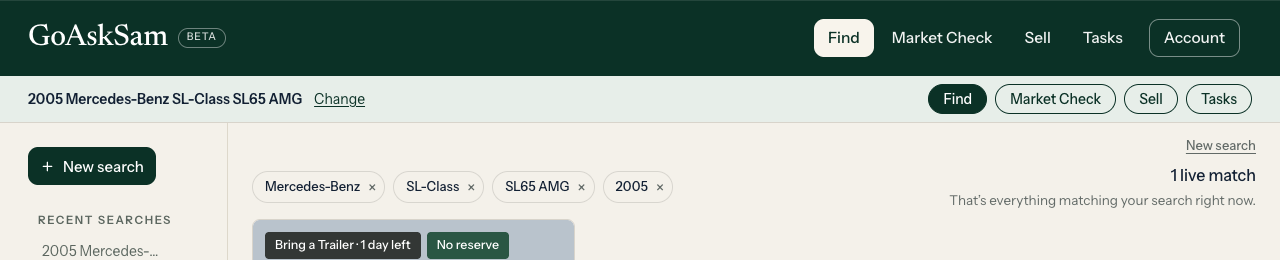 GoAskSam BETA Find Market Check Sell Tasks Account
2005 Mercedes-Benz SL-Class SL65 AMG Change Find Market Check Sell Tasks
New search
+ New search
1 live match
Mercedes-Benz × SL-Class × SL65 AMG × 2005 ×
That's everything matching your search right now.
RECENT SEARCHES
Bring a Trailer · 1 day left No reserve
2005 Mercedes-...